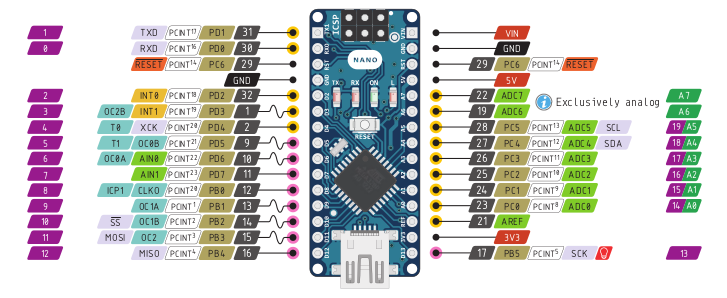 1 TXD PCINT17 PD1 31 TX1 ICSP VIN VIN
0 RXD PCINT16 PD0 30 GND GND
RESET PCINT14 PC6 29 RST NANO RST 29 PC6 PCINT14 RESET
GND GND 5V 5V
TX RX ON
2 INT0 PCINT18 PD2 32 A7 22 ADC7 A7
Exclusively analog
OC2B INT1 PCINT19 PD3 1 D3 A6 19 ADC6 A6
3
4 T0 XCK PCINT20 PD4 2 D4 A5 28 PC5 PCINT13 ADC5 SCL 19 A5
RESET
5 T1 OC0B PCINT21 PD5 9 D5 A4 27 PC4 PCINT12 ADC4 SDA 18 A4
6 OC0A AIN0 PCINT22 PD6 10 D6 A3 26 PC3 PCINT11 ADC3 17 A3
7 AIN1 PCINT23 PD7 11 D7 A2 25 PC2 PCINT10 ADC2 16 A2
8 ICP1 CLKO PCINT20 PB0 12 D8 A1 24 PC1 PCINT9 ADC1 15 A1
9 OC1A PCINT1 PB1 13 D9 A0 23 PC0 PCINT8 ADC0 14 A0
10 SS OC1B PCINT2 PB2 14 D10 REF 21 AREF
11 MOSI OC2 PCINT3 PB3 15 D11 3V3 3V3
12 MISO PCINT4 PB4 16 D12 D13 17 PB5 PCINT5 SCK 13